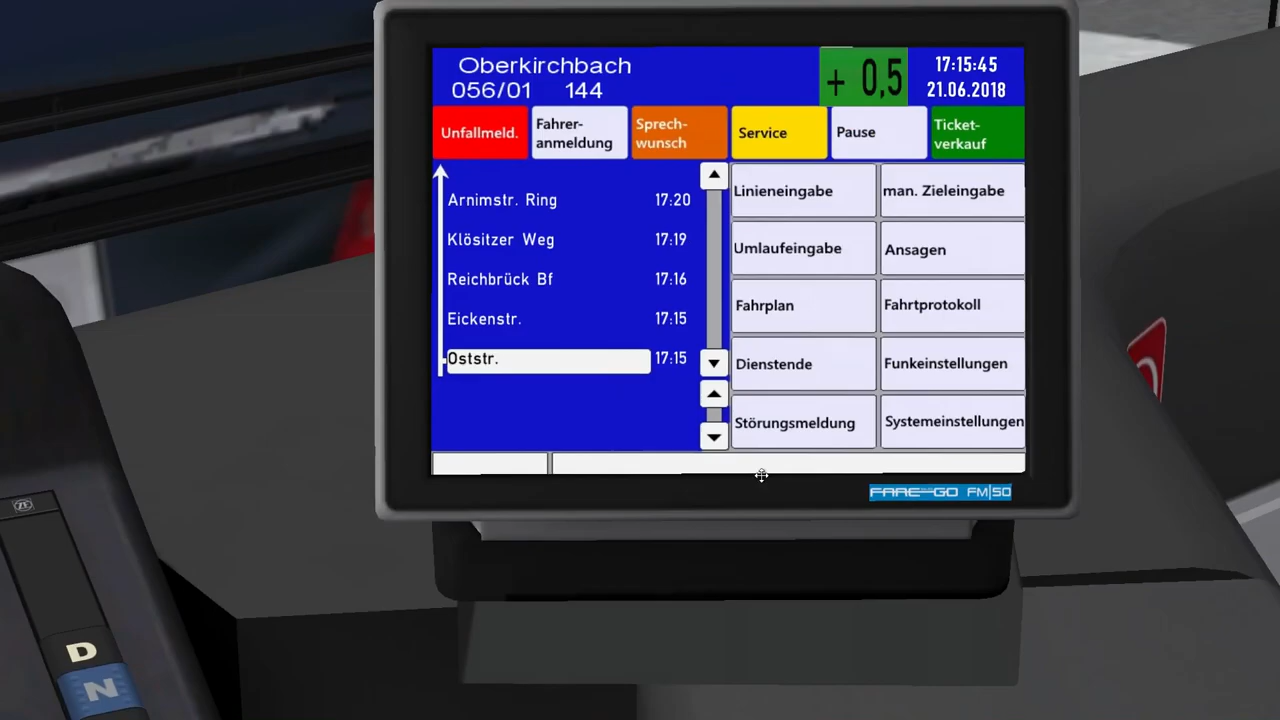 Oberkirchbach
056/01 144
+ 0,5
17:15:45
21.06.2018
Unfallmeld.
Fahrer-
anmeldung
Sprech-
wunsch
Service
Pause
Ticket-
verkauf
Arnimstr. Ring 17:20
Klösitzer Weg 17:19
Reichbrück Bf 17:16
Eickenstr. 17:15
Oststr. 17:15
Linieneingabe
man. Zieleingabe
Umlaufeingabe
Ansagen
Fahrplan
Fahrtprotokoll
Dienstende
Funkeinstellungen
Störungsmeldung
Systemeinstellungen
FARE GO FM|50
ZF
D
N